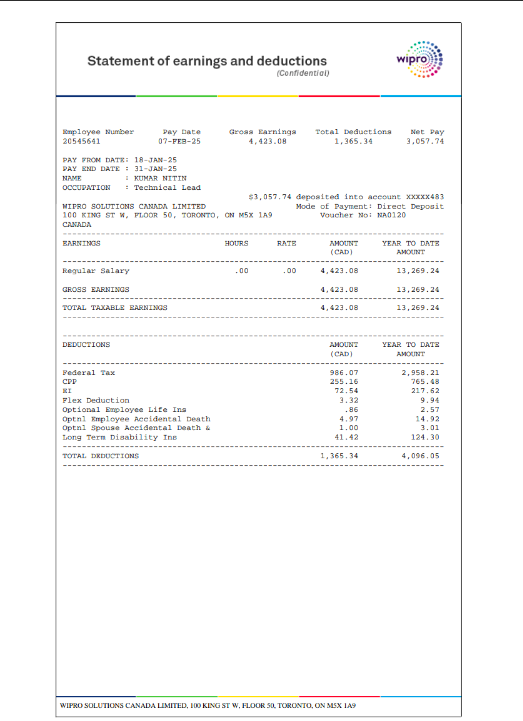 Statement of earnings and deductions
(Confidential)
wipro
Employee Number Pay Date Gross Earnings Total Deductions Net Pay
20545641 07-FEB-25 4,423.08 1,365.34 3,057.74
PAY FROM DATE: 18-JAN-25
PAY END DATE : 31-JAN-25
NAME : KUMAR NITIN
OCCUPATION : Technical Lead
$3,057.74 deposited into account XXXXX483
WIPRO SOLUTIONS CANADA LIMITED Mode of Payment: Direct Deposit
100 KING ST W, FLOOR 50, TORONTO, ON M5X 1A9 Voucher No: NA0120
CANADA
EARNINGS HOURS RATE AMOUNT YEAR TO DATE
(CAD) AMOUNT
Regular Salary .00 .00 4,423.08 13,269.24
GROSS EARNINGS 4,423.08 13,269.24
TOTAL TAXABLE EARNINGS 4,423.08 13,269.24
DEDUCTIONS AMOUNT YEAR TO DATE
(CAD) AMOUNT
Federal Tax 986.07 2,958.21
CPP 255.16 765.48
EI 72.54 217.62
Flex Deduction 3.32 9.94
Optional Employee Life Ins .86 2.57
Optnl Employee Accidental Death 4.97 14.92
Optnl Spouse Accidental Death & 1.00 3.01
Long Term Disability Ins 41.42 124.30
TOTAL DEDUCTIONS 1,365.34 4,096.05
WIPRO SOLUTIONS CANADA LIMITED, 100 KING ST W, FLOOR 50, TORONTO, ON M5X 1A9